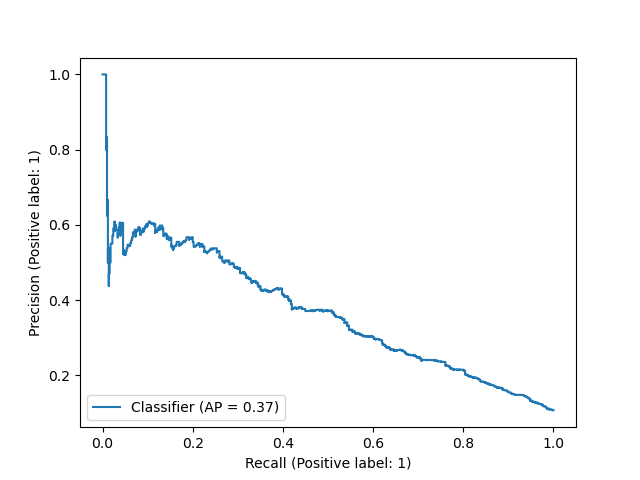 1.0
0.8
0.6
0.4
0.2
Precision (Positive label: 1)
Classifier (AP = 0.37)
0.0 0.2 0.4 0.6 0.8 1.0
Recall (Positive label: 1)